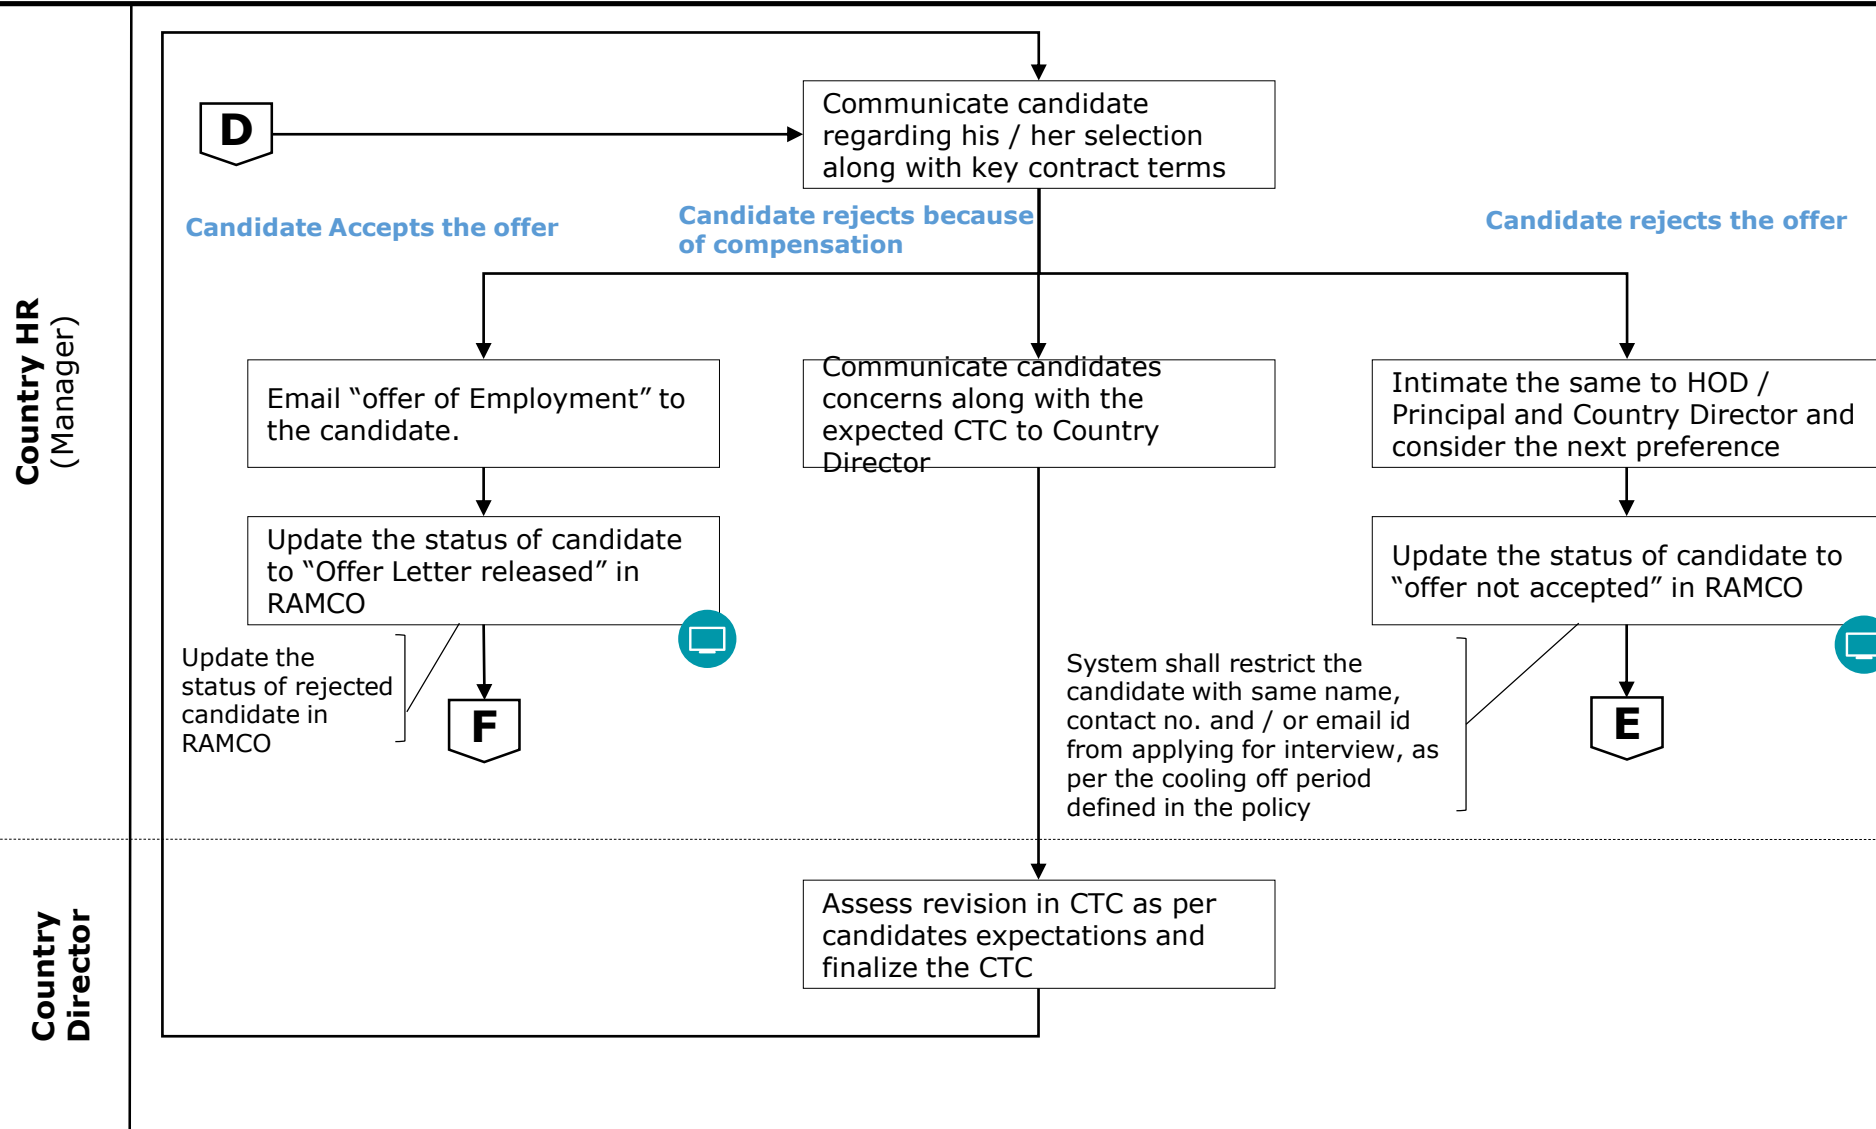 D
Communicate candidate
regarding his / her selection
along with key contract terms
Candidate Accepts the offer
Candidate rejects because
of compensation
Candidate rejects the offer
Country HR
(Manager)
Email “offer of Employment” to
the candidate.
Communicate candidates
concerns along with the
expected CTC to Country
Director
Intimate the same to HOD /
Principal and Country Director and
consider the next preference
Update the status of candidate
to “Offer Letter released” in
RAMCO
Update the status of candidate to
“offer not accepted” in RAMCO
Update the
status of rejected
candidate in
RAMCO
F
System shall restrict the
candidate with same name,
contact no. and / or email id
from applying for interview, as
per the cooling off period
defined in the policy
E
Country
Director
Assess revision in CTC as per
candidates expectations and
finalize the CTC